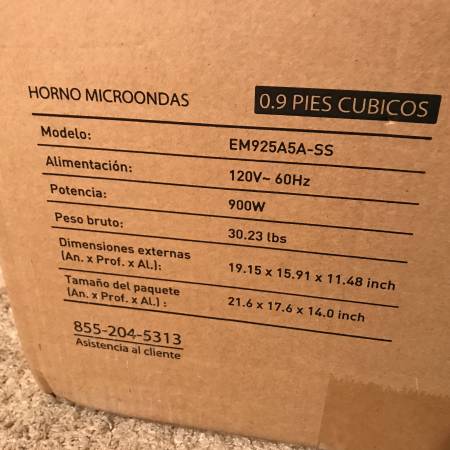 HORNO MICROONDAS 0.9 PIES CUBICOS
Modelo: EM925A5A-SS
Alimentación: 120V~ 60Hz
Potencia: 900W
Peso bruto: 30.23 lbs
Dimensiones externas
(An. x Prof. x Al.): 19.15 x 15.91 x 11.48 inch
Tamaño del paquete
(An. x Prof. x Al.) : 21.6 x 17.6 x 14.0 inch
855-204-5313
Asistencia al cliente